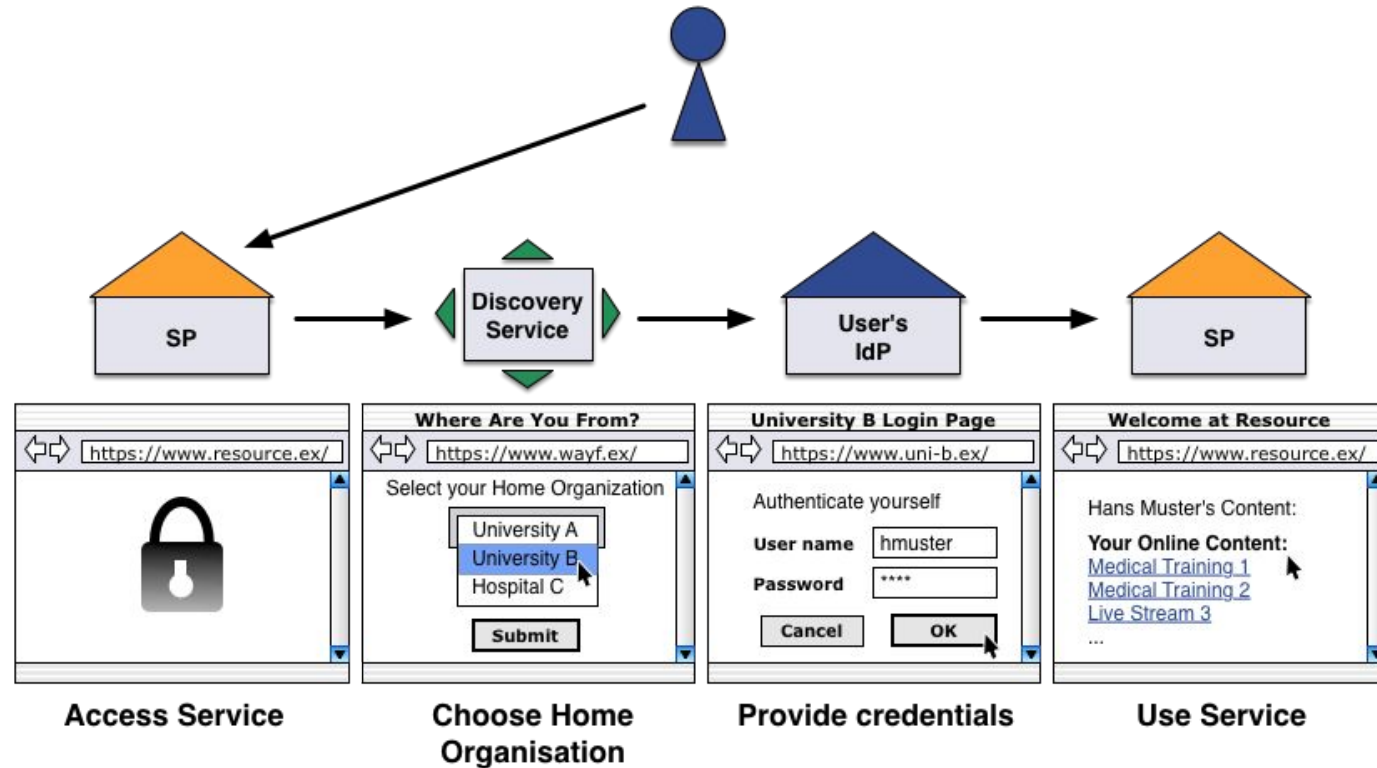 SP
Discovery
Service
User's
IdP
SP
https://www.resource.ex/
Where Are You From?
https://www.wayf.ex/
Select your Home Organization
University A
University B
Hospital C
Submit
University B Login Page
https://www.uni-b.ex/
Authenticate yourself
User name hmuster
Password ****
Cancel OK
Welcome at Resource
https://www.resource.ex/
Hans Muster's Content:
Your Online Content:
Medical Training 1
Medical Training 2
Live Stream 3
...
Access Service
Choose Home
Organisation
Provide credentials
Use Service